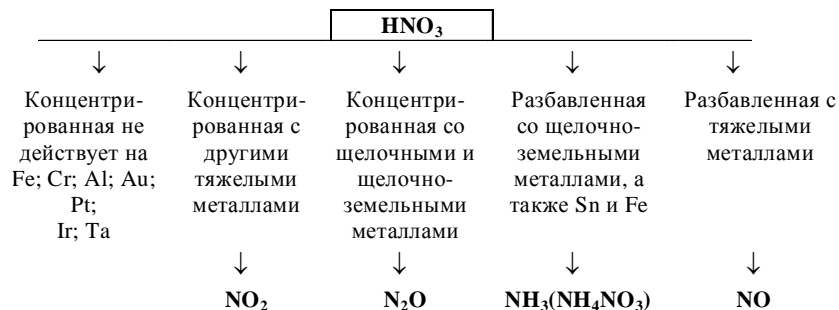 HNO₃
↓ ↓ ↓ ↓ ↓
Концентри-
рованная не
действует на
Fe; Cr; Al; Au;
Pt;
Ir; Ta
Концентри-
рованная с
другими
тяжелыми
металлами
Концентри-
рованная со
щелочными и
щелочно-
земельными
металлами
Разбавленная
со щелочно-
земельными
металлами, а
также Sn и Fe
Разбавленная с
тяжелыми
металлами
↓ ↓ ↓ ↓
NO₂
N₂O
NH₃(NH₄NO₃)
NO